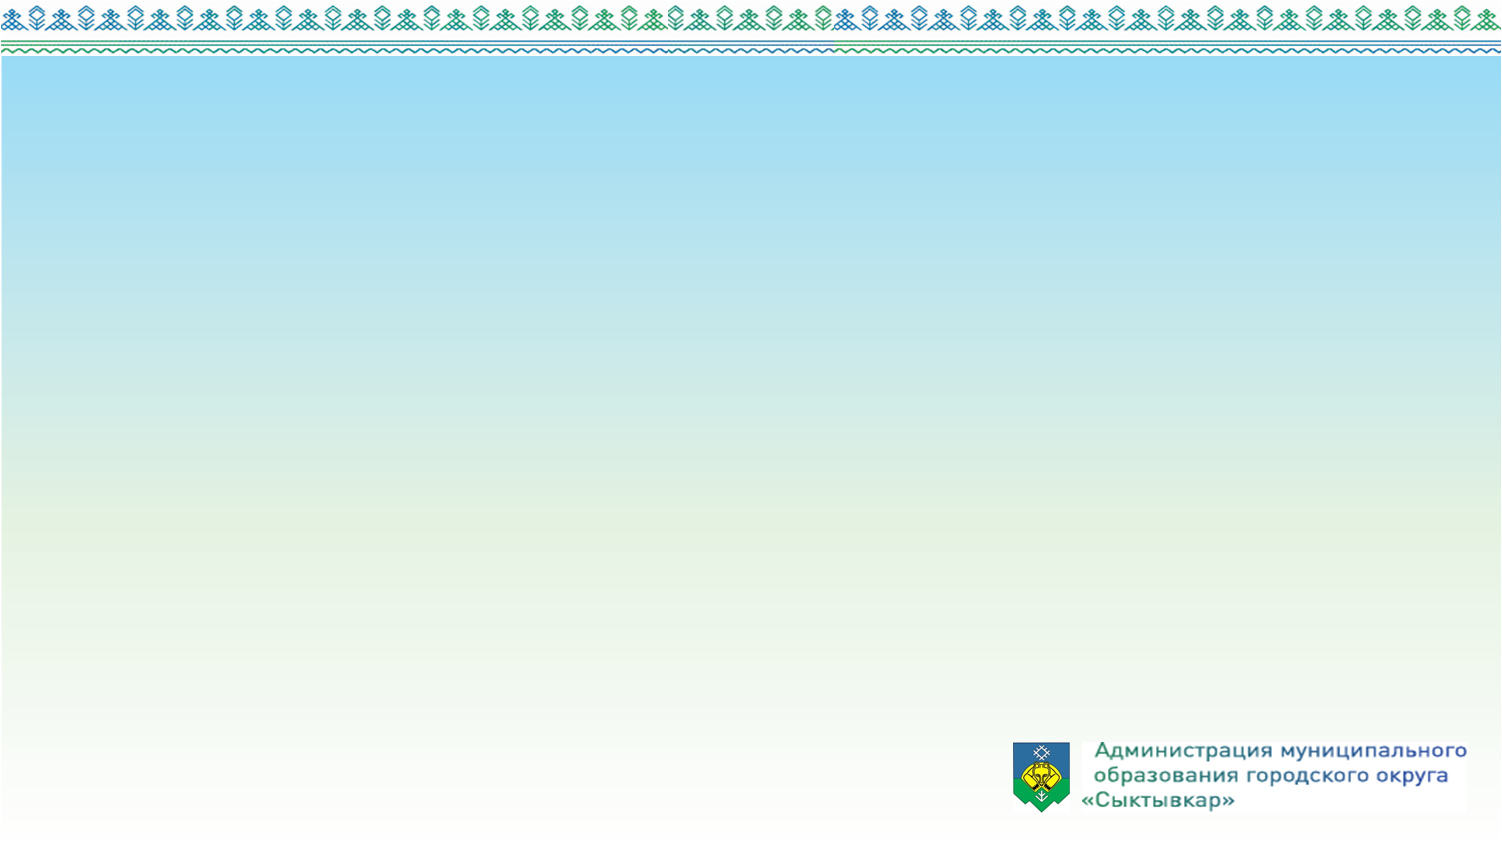 Администрация муниципального
образования городского округа
«Сыктывкар»